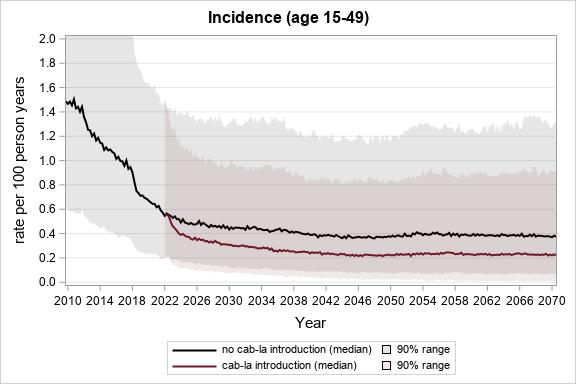 Incidence (age 15-49)
rate per 100 person years
2.0
1.8
1.6
1.4
1.2
1.0
0.8
0.6
0.4
0.2
0.0
2010 2014 2018 2022 2026 2030 2034 2038 2042 2046 2050 2054 2058 2062 2066 2070
Year
no cab-la introduction (median) 90% range
cab-la introduction (median) 90% range